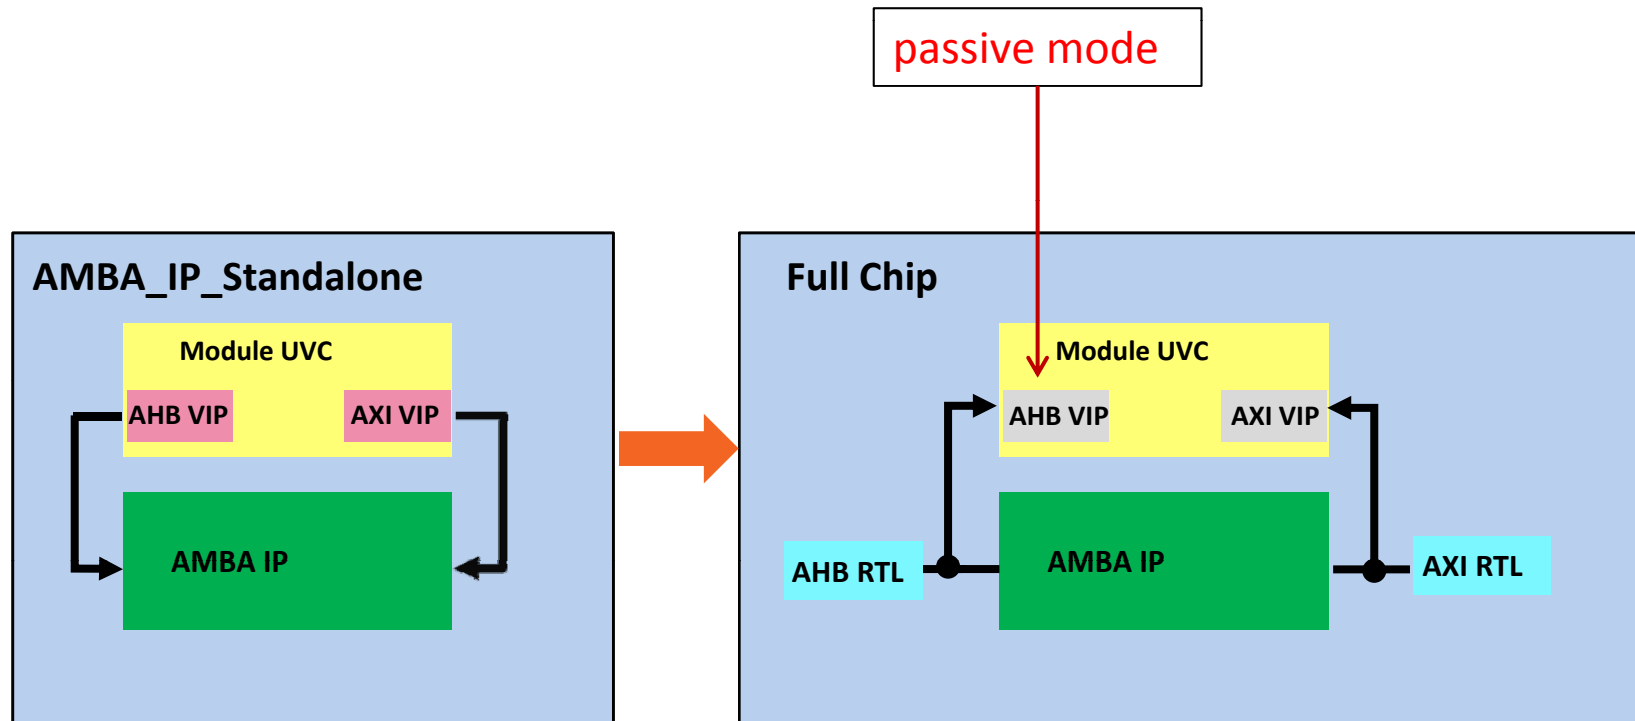 passive mode
AMBA_IP_Standalone
Module UVC
AHB VIP
AXI VIP
AMBA IP
Full Chip
Module UVC
AHB VIP
AXI VIP
AHB RTL
AMBA IP
AXI RTL